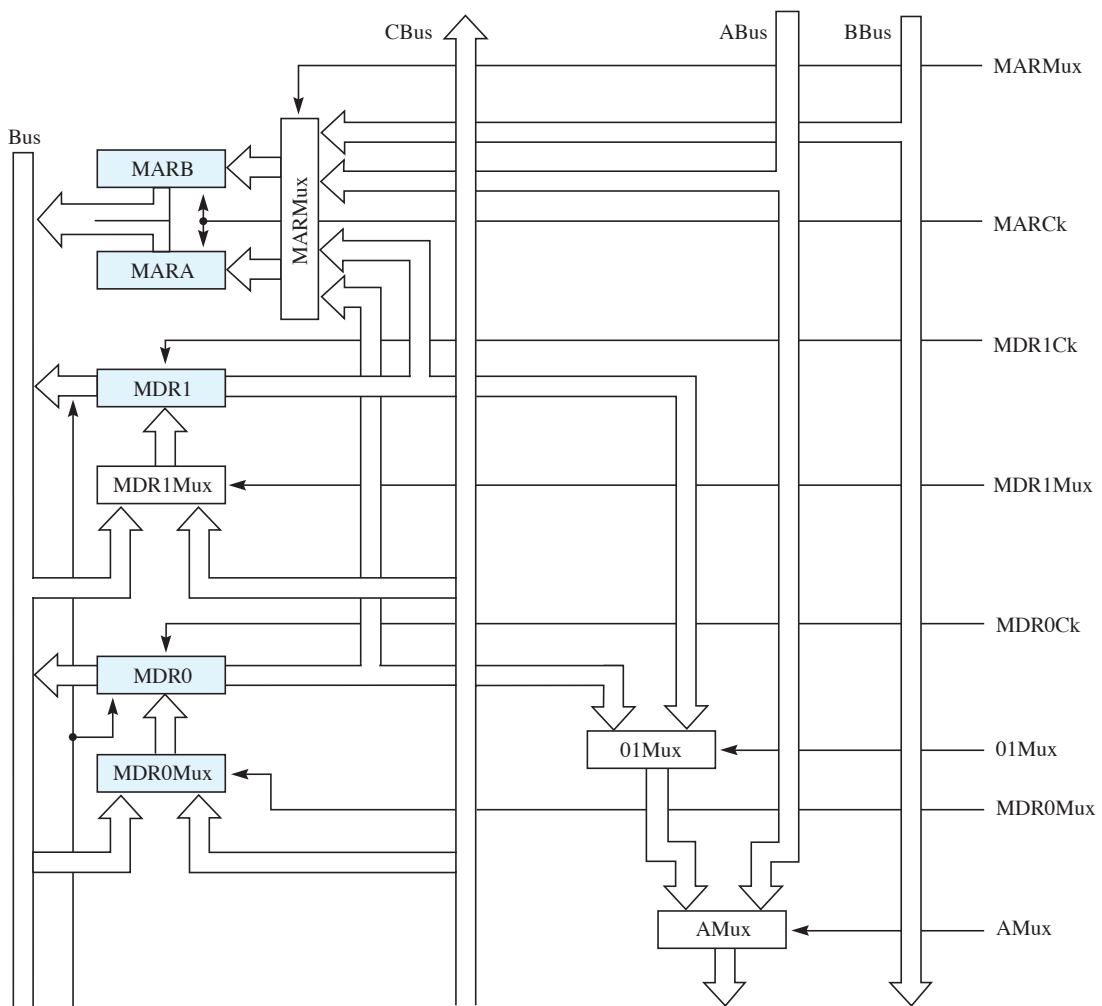 CBus
ABus
BBus
MARMux
Bus
MARB
MARMux
MARCk
MARA
MDR1Ck
MDR1
MDR1Mux
MDR1Mux
MDR0Ck
MDR0
01Mux
01Mux
MDR0Mux
MDR0Mux
AMux
AMux